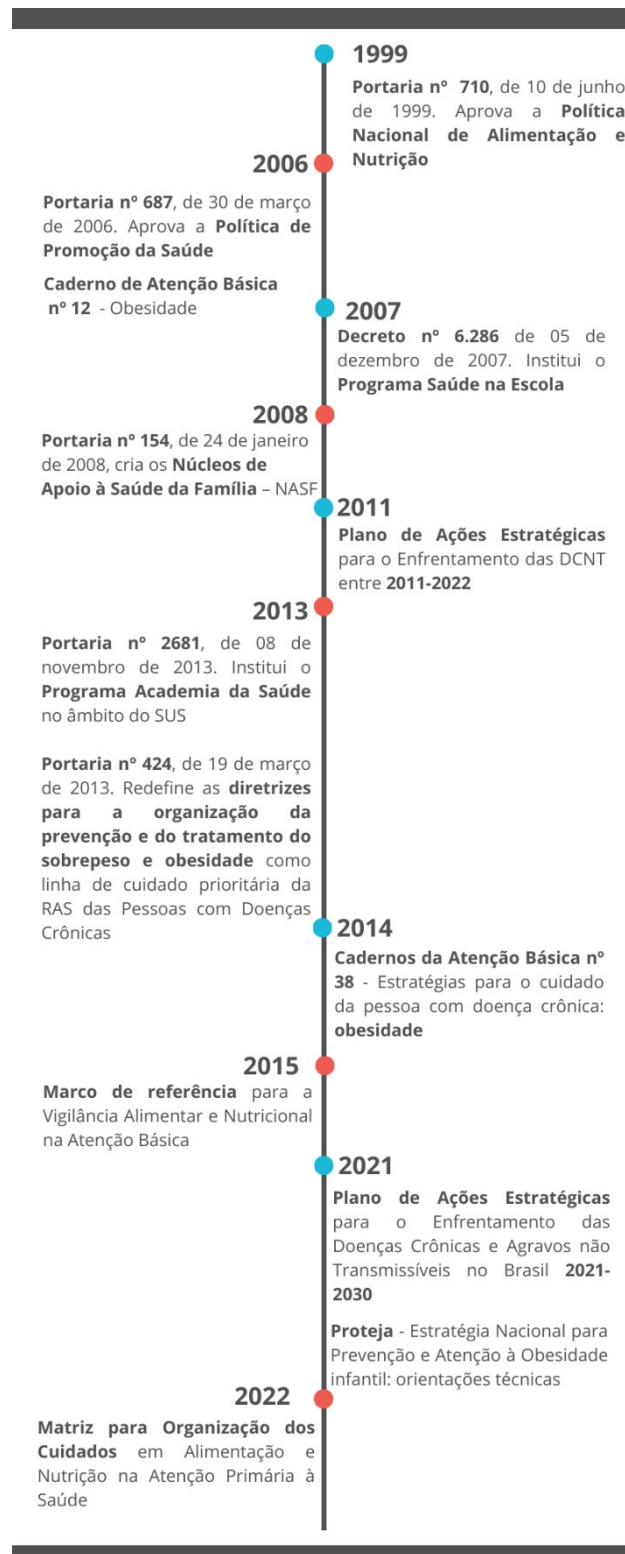 1999
Portaria nº 710, de 10 de junho
de 1999. Aprova a Política
Nacional de Alimentação e
Nutrição
2006
Portaria nº 687, de 30 de março
de 2006. Aprova a Política de
Promoção da Saúde
Caderno de Atenção Básica
nº 12 - Obesidade
2007
Decreto nº 6.286 de 05 de
dezembro de 2007. Institui o
Programa Saúde na Escola
2008
Portaria nº 154, de 24 de janeiro
de 2008, cria os Núcleos de
Apoio à Saúde da Família – NASF
2011
Plano de Ações Estratégicas
para o Enfrentamento das DCNT
entre 2011-2022
2013
Portaria nº 2681, de 08 de
novembro de 2013. Institui o
Programa Academia da Saúde
no âmbito do SUS
Portaria nº 424, de 19 de março
de 2013. Redefine as diretrizes
para a organização da
prevenção e do tratamento do
sobrepeso e obesidade como
linha de cuidado prioritária da
RAS das Pessoas com Doenças
Crônicas
2014
Cadernos da Atenção Básica nº
38 - Estratégias para o cuidado
da pessoa com doença crônica:
obesidade
2015
Marco de referência para a
Vigilância Alimentar e Nutricional
na Atenção Básica
2021
Plano de Ações Estratégicas
para o Enfrentamento das
Doenças Crônicas e Agravos não
Transmissíveis no Brasil 2021-
2030
Proteja - Estratégia Nacional para
Prevenção e Atenção à Obesidade
infantil: orientações técnicas
2022
Matriz para Organização dos
Cuidados em Alimentação e
Nutrição na Atenção Primária à
Saúde